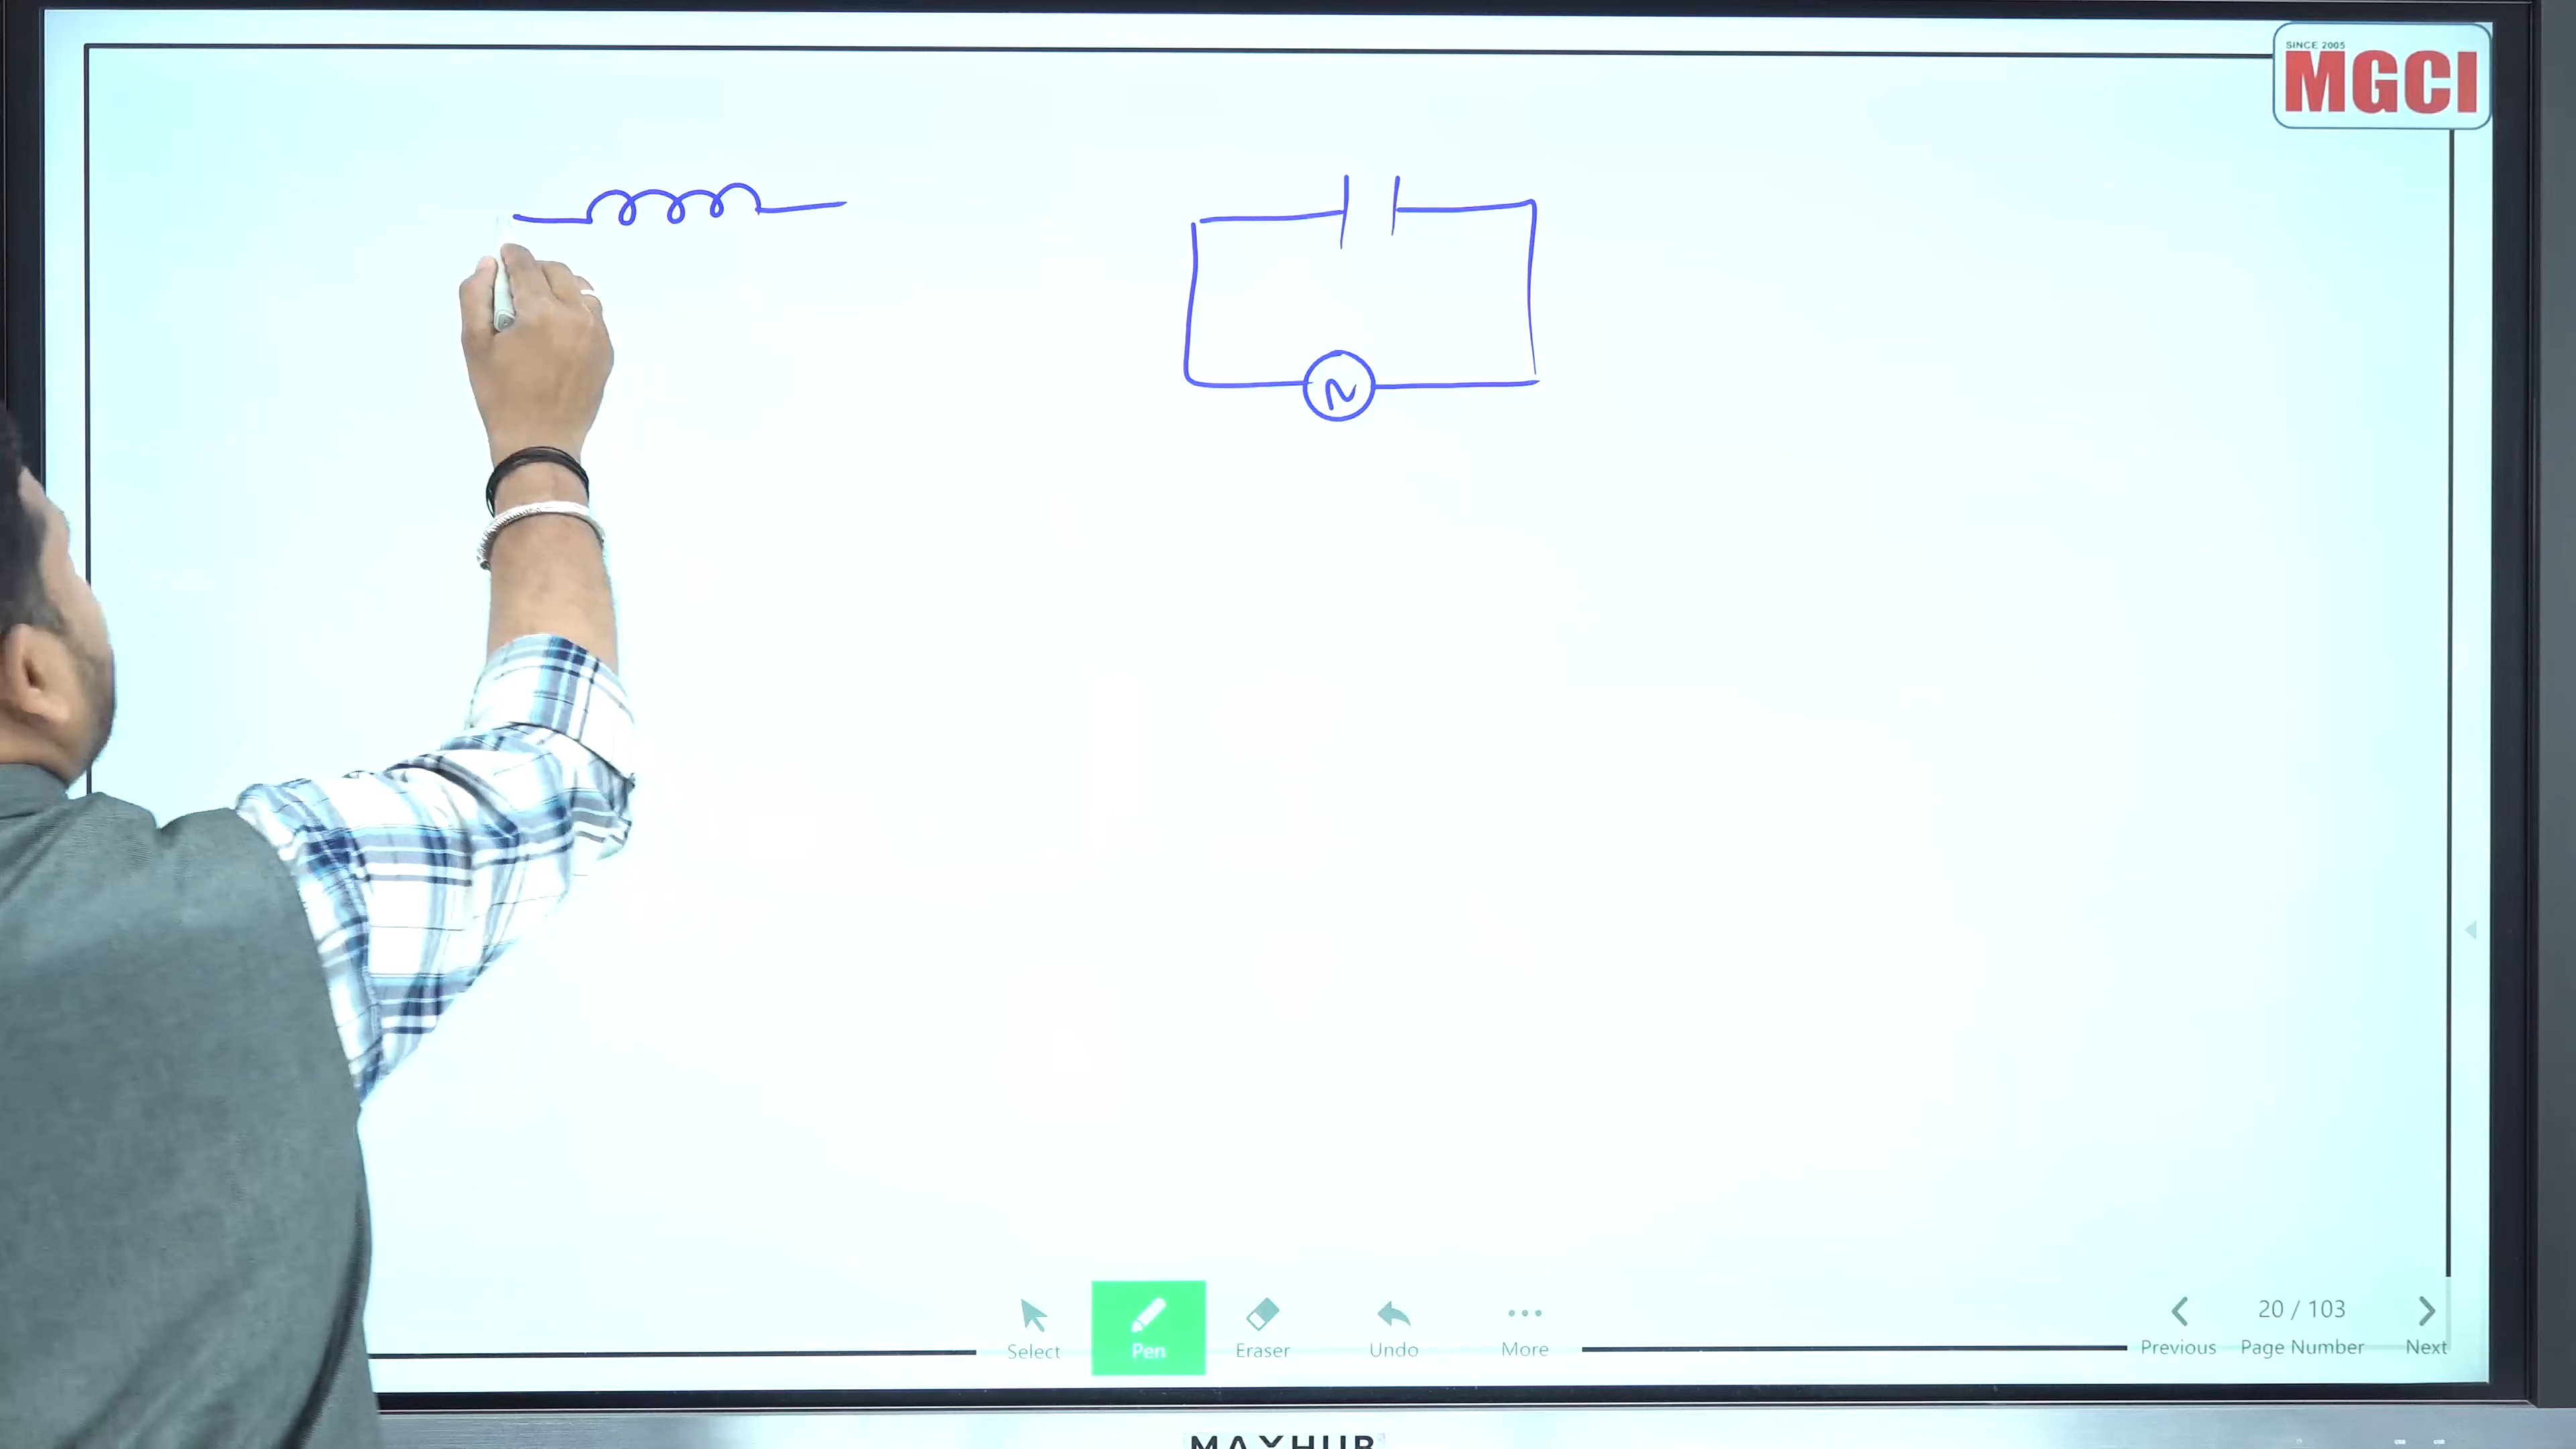 SINCE 2005
MGCI
Select
Pen
Eraser
Undo
More
Previous
20 / 103
Page Number
Next
MAXHUB